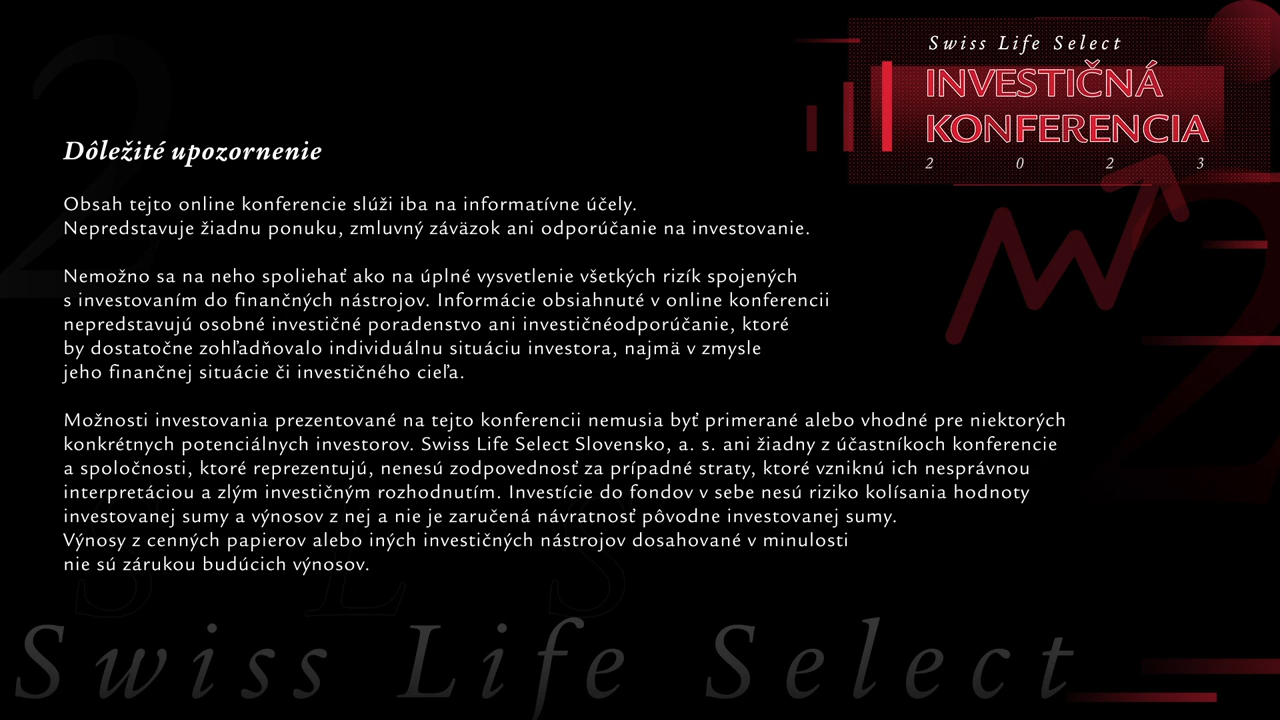 Swiss Life Select
INVESTIČNÁ
KONFERENCIA
2 0 2 3
Dôležité upozornenie
Obsah tejto online konferencie slúži iba na informatívne účely.
Nepredstavuje žiadnu ponuku, zmluvný záväzok ani odporúčanie na investovanie.
Nemožno sa na neho spoliehať ako na úplné vysvetlenie všetkých rizík spojených
s investovaním do finančných nástrojov. Informácie obsiahnuté v online konferencii
nepredstavujú osobné investičné poradenstvo ani investičnéodporúčanie, ktoré
by dostatočne zohľadňovalo individuálnu situáciu investora, najmä v zmysle
jeho finančnej situácie či investičného cieľa.
Možnosti investovania prezentované na tejto konferencii nemusia byť primerané alebo vhodné pre niektorých
konkrétnych potenciálnych investorov. Swiss Life Select Slovensko, a. s. ani žiadny z účastníkoch konferencie
a spoločnosti, ktoré reprezentujú, nenesú zodpovednosť za prípadné straty, ktoré vzniknú ich nesprávnou
interpretáciou a zlým investičným rozhodnutím. Investície do fondov v sebe nesú riziko kolísania hodnoty
investovanej sumy a výnosov z nej a nie je zaručená návratnosť pôvodne investovanej sumy.
Výnosy z cenných papierov alebo iných investičných nástrojov dosahované v minulosti
nie sú zárukou budúcich výnosov.
2
2
S L S
Swiss Life Select